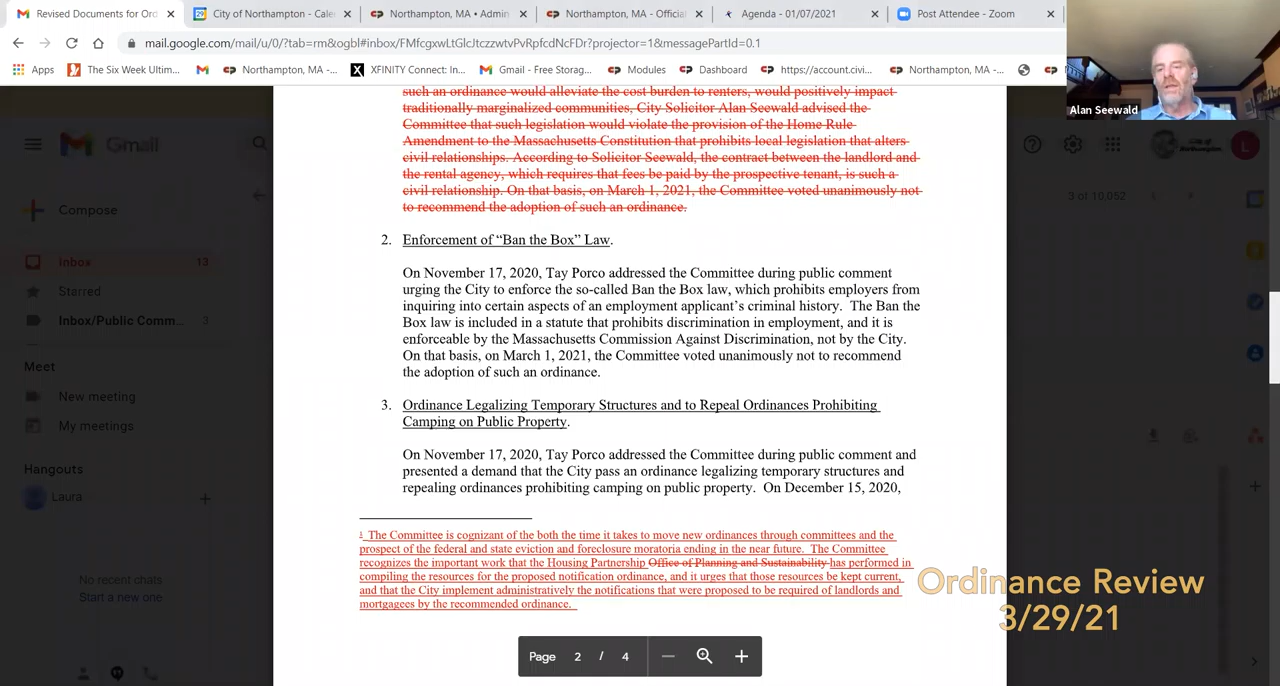 Revised Documents for Ord
City of Northampton - Cale
Northampton, MA • Admin
Northampton, MA - Official
Agenda - 01/07/2021
Post Attendee - Zoom
mail.google.com/mail/u/0/?tab=rm&ogbl#inbox/FMfcgxwLtGlcJtczzwtvPvRpfcdNcFDr?projector=1&messagePartId=0.1
Apps
The Six Week Ultim...
Northampton, MA -...
XFINITY Connect: In...
Gmail - Free Storag...
Modules
Dashboard
https://account.civi...
Northampton, MA -...
Alan Seewald
Gmail
Compose
Inbox 13
Starred
Inbox/Public Comm... 3
Meet
New meeting
My meetings
Hangouts
Laura
No recent chats
Start a new one
3 of 10,052
L
such an ordinance would alleviate the cost burden to renters, would positively impact
traditionally marginalized communities, City Solicitor Alan Seewald advised the
Committee that such legislation would violate the provision of the Home Rule
Amendment to the Massachusetts Constitution that prohibits local legislation that alters
civil relationships. According to Solicitor Seewald, the contract between the landlord and
the rental agency, which requires that fees be paid by the prospective tenant, is such a
civil relationship. On that basis, on March 1, 2021, the Committee voted unanimously not
to recommend the adoption of such an ordinance.
2. Enforcement of “Ban the Box” Law.
On November 17, 2020, Tay Porco addressed the Committee during public comment
urging the City to enforce the so-called Ban the Box law, which prohibits employers from
inquiring into certain aspects of an employment applicant’s criminal history. The Ban the
Box law is included in a statute that prohibits discrimination in employment, and it is
enforceable by the Massachusetts Commission Against Discrimination, not by the City.
On that basis, on March 1, 2021, the Committee voted unanimously not to recommend
the adoption of such an ordinance.
3. Ordinance Legalizing Temporary Structures and to Repeal Ordinances Prohibiting
Camping on Public Property.
On November 17, 2020, Tay Porco addressed the Committee during public comment and
presented a demand that the City pass an ordinance legalizing temporary structures and
repealing ordinances prohibiting camping on public property. On December 15, 2020,
1 The Committee is cognizant of the both the time it takes to move new ordinances through committees and the
prospect of the federal and state eviction and foreclosure moratoria ending in the near future. The Committee
recognizes the important work that the Housing Partnership Office of Planning and Sustainability has performed in
compiling the resources for the proposed notification ordinance, and it urges that those resources be kept current,
and that the City implement administratively the notifications that were proposed to be required of landlords and
mortgagees by the recommended ordinance.
Page 2 / 4
Ordinance Review
3/29/21